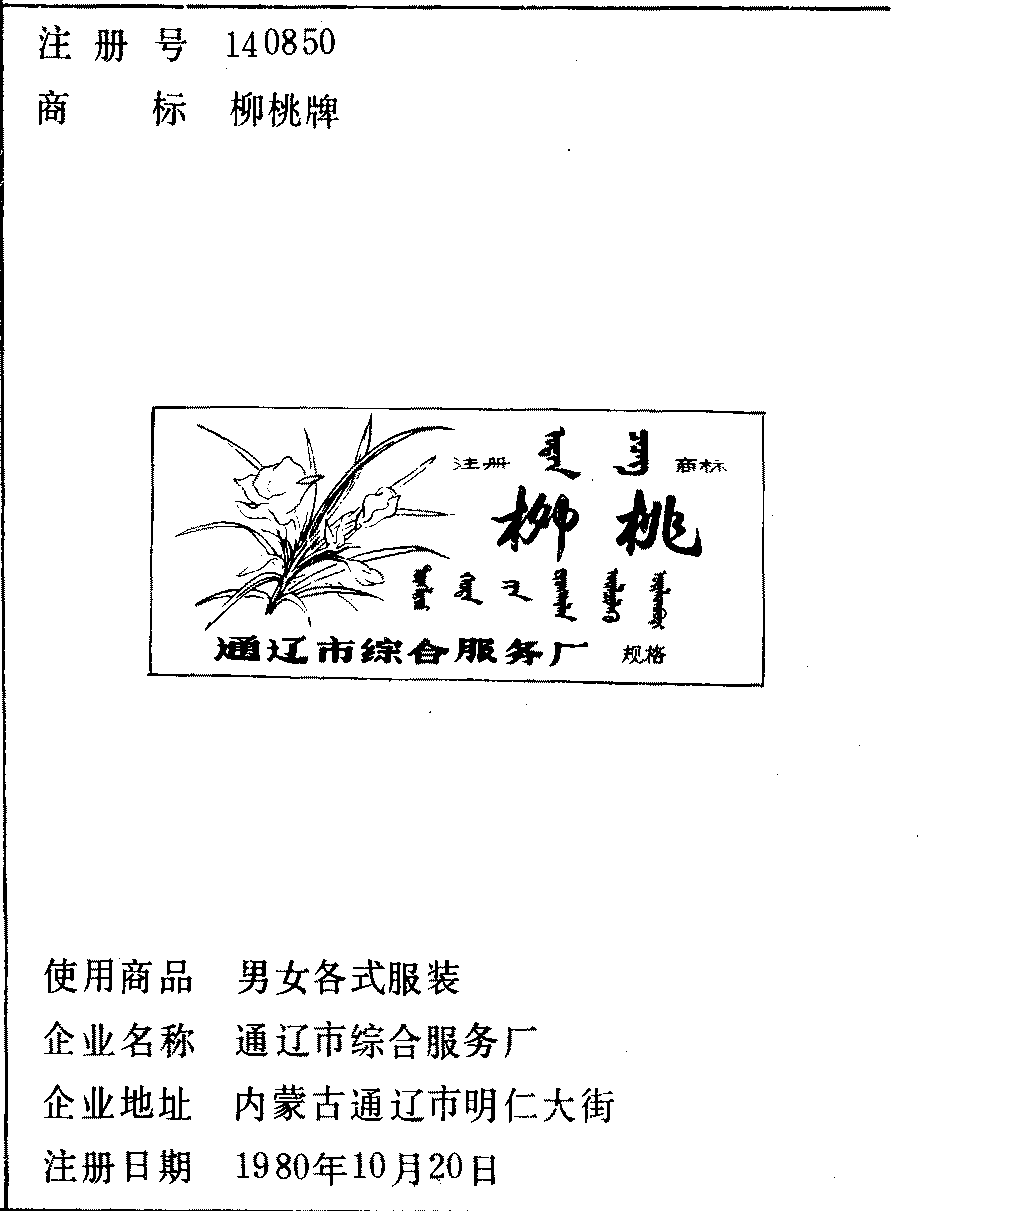 注册号 140850
商标 柳桃牌
注册 商标
柳桃
通辽市综合服务厂 规格
使用商品 男女各式服装
企业名称 通辽市综合服务厂
企业地址 内蒙古通辽市明仁大街
注册日期 1980年10月20日